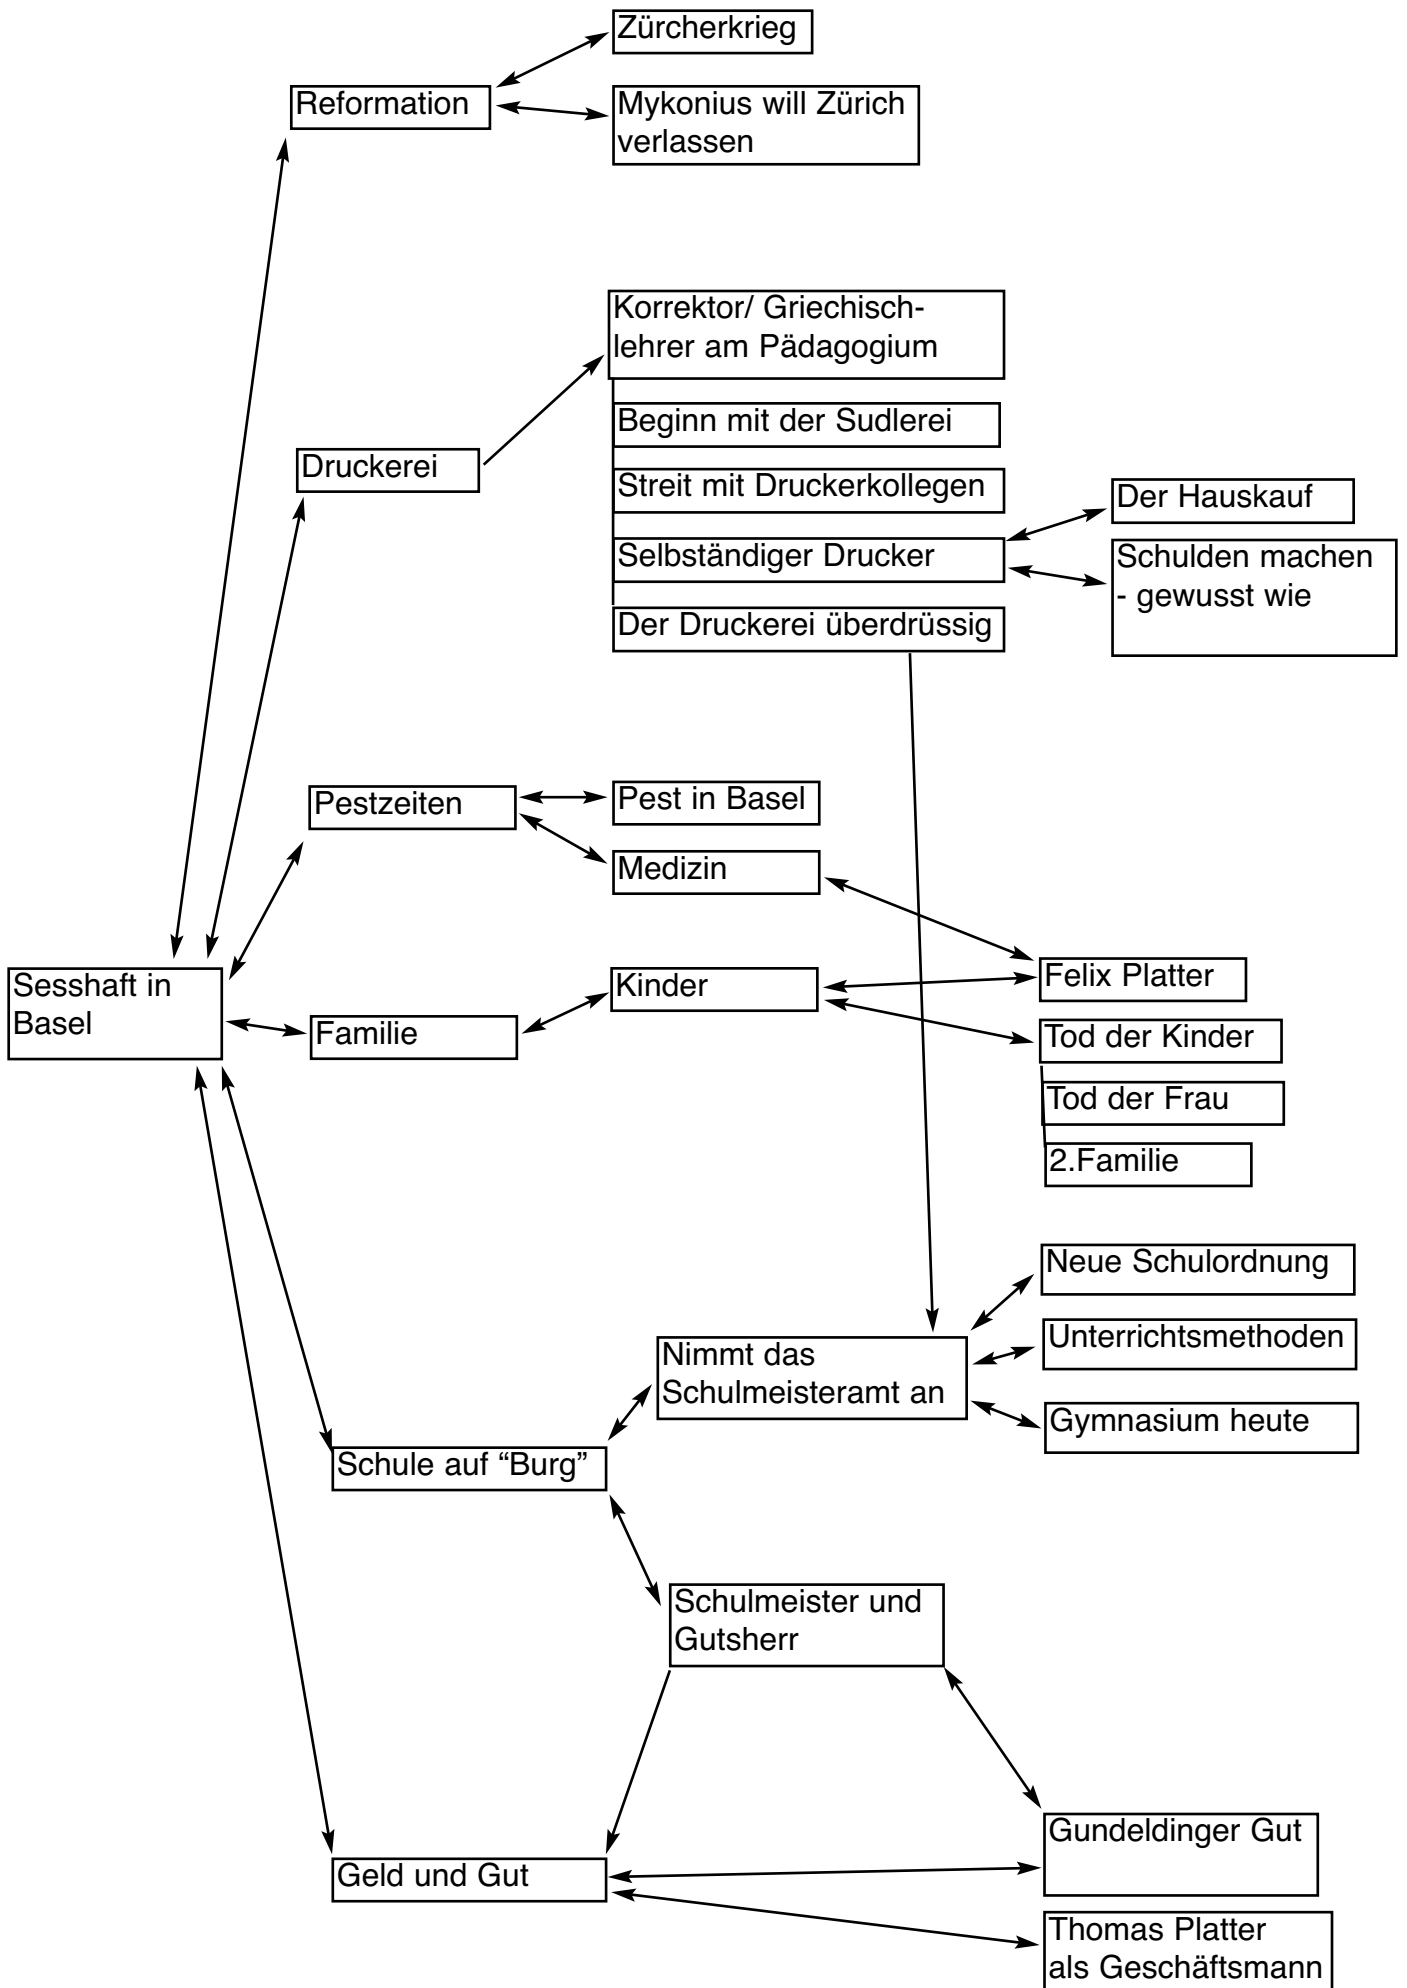 Zürcherkrieg
Reformation
Mykonius will Zürich
verlassen
Korrektor/ Griechisch-
lehrer am Pädagogium
Beginn mit der Sudlerei
Druckerei
Streit mit Druckerkollegen
Der Hauskauf
Selbständiger Drucker
Schulden machen
- gewusst wie
Der Druckerei überdrüssig
Pestzeiten
Pest in Basel
Medizin
Sesshaft in
Basel
Kinder
Felix Platter
Familie
Tod der Kinder
Tod der Frau
2.Familie
Neue Schulordnung
Nimmt das
Schulmeisteramt an
Unterrichtsmethoden
Gymnasium heute
Schule auf “Burg”
Schulmeister und
Gutsherr
Gundeldinger Gut
Geld und Gut
Thomas Platter
als Geschäftsmann